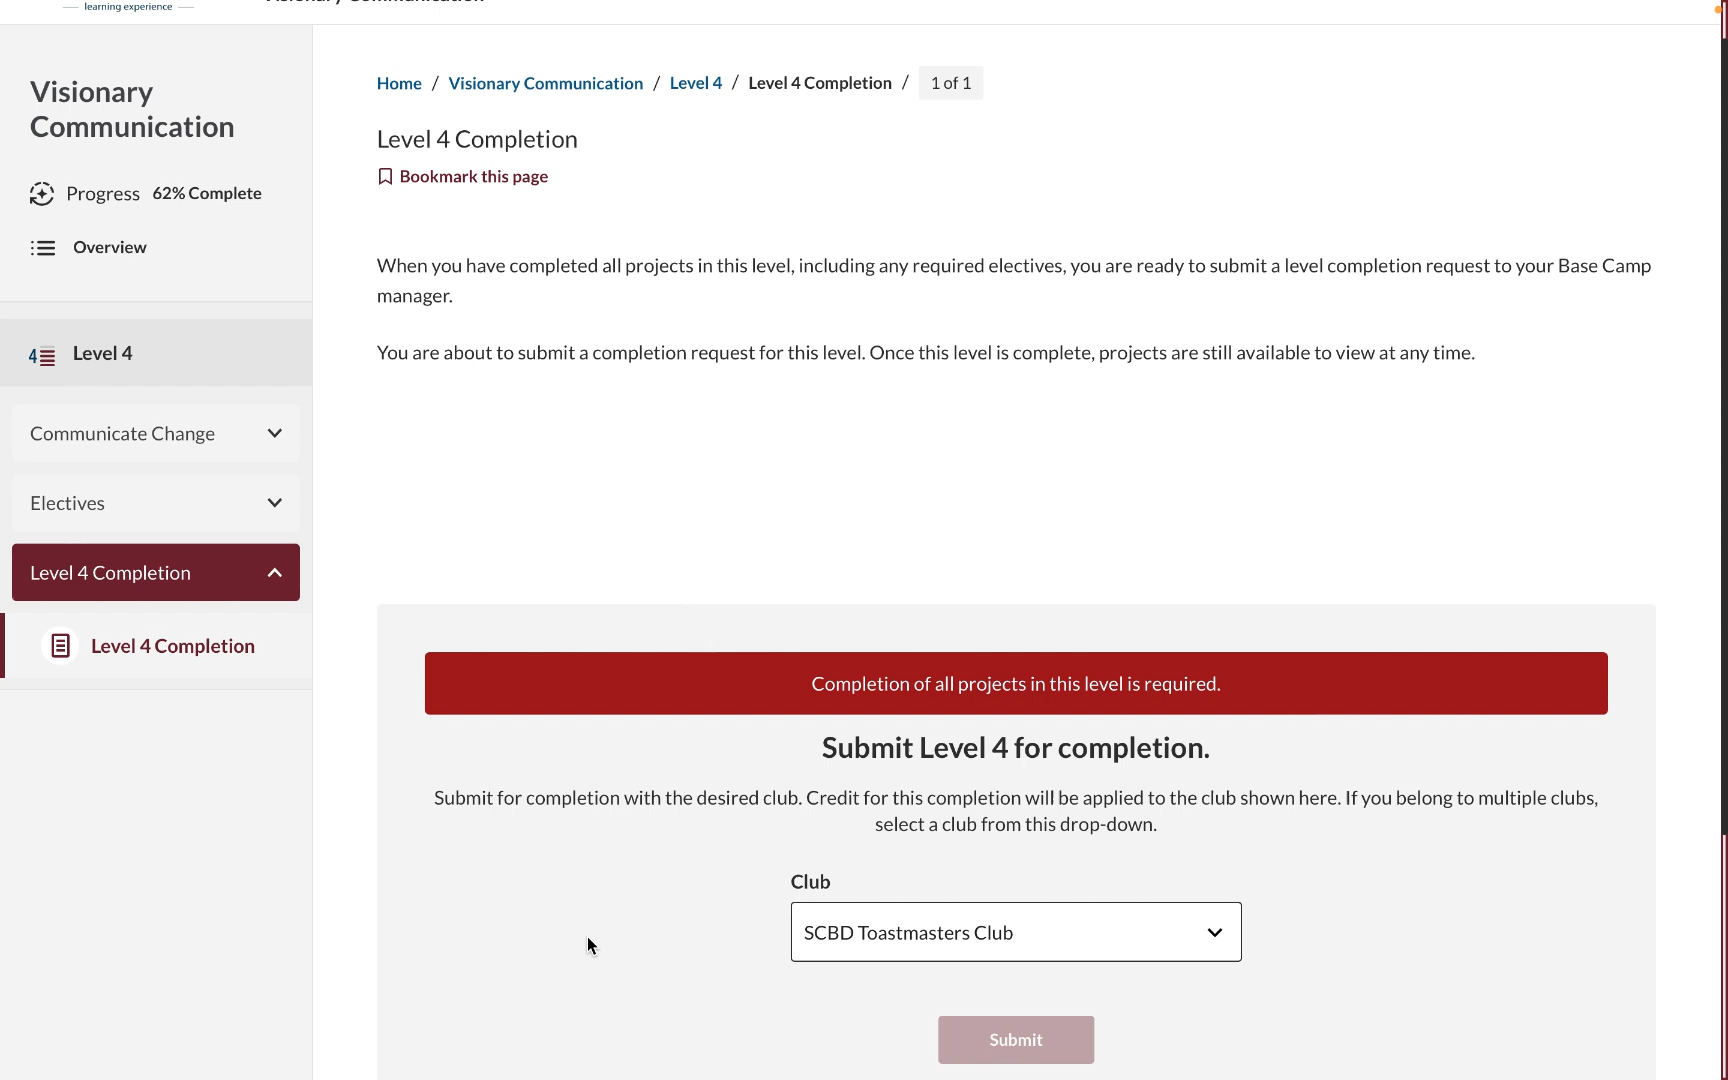 learning experience
Visionary Communication
Visionary
Communication
Progress 62% Complete
Overview
4 Level 4
Communicate Change
Electives
Level 4 Completion
Level 4 Completion
Home / Visionary Communication / Level 4 / Level 4 Completion / 1 of 1
Level 4 Completion
Bookmark this page
When you have completed all projects in this level, including any required electives, you are ready to submit a level completion request to your Base Camp
manager.
You are about to submit a completion request for this level. Once this level is complete, projects are still available to view at any time.
Completion of all projects in this level is required.
Submit Level 4 for completion.
Submit for completion with the desired club. Credit for this completion will be applied to the club shown here. If you belong to multiple clubs,
select a club from this drop-down.
Club
SCBD Toastmasters Club
Submit